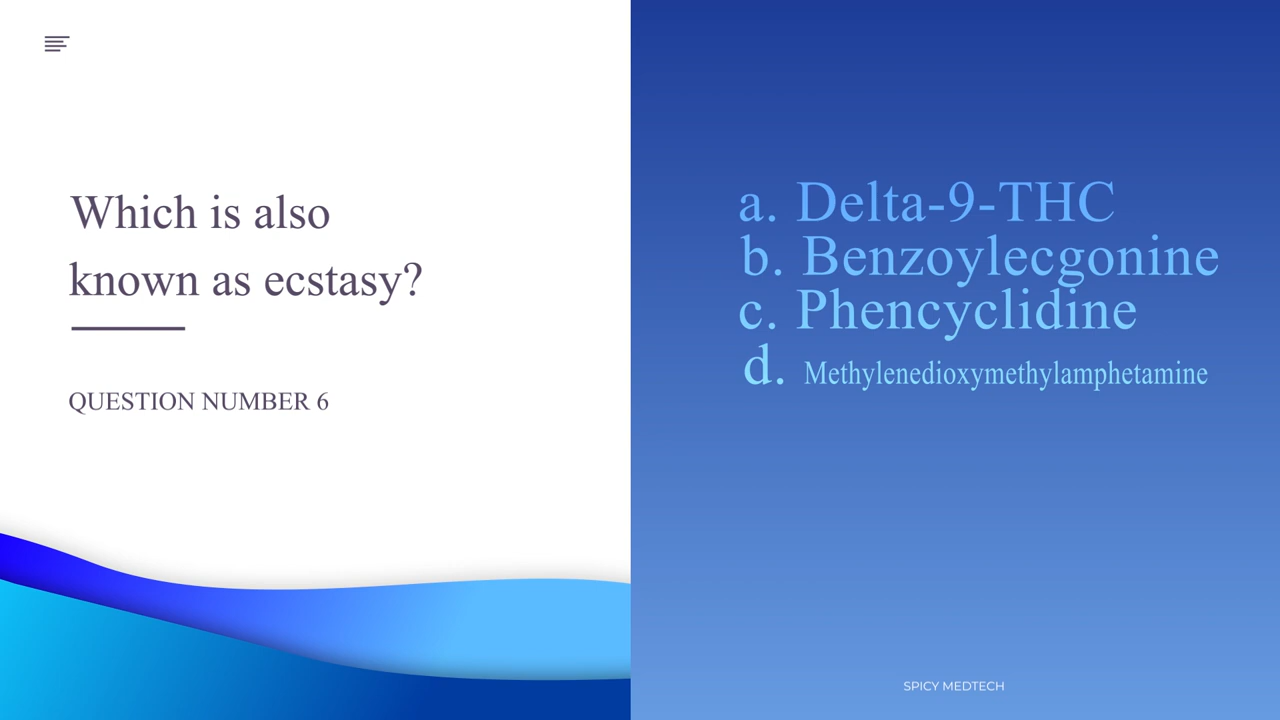 Which is also
known as ecstasy?
QUESTION NUMBER 6
a. Delta-9-THC
b. Benzoylecgonine
c. Phencyclidine
d. Methylenedioxymethylamphetamine
SPICY MEDTECH